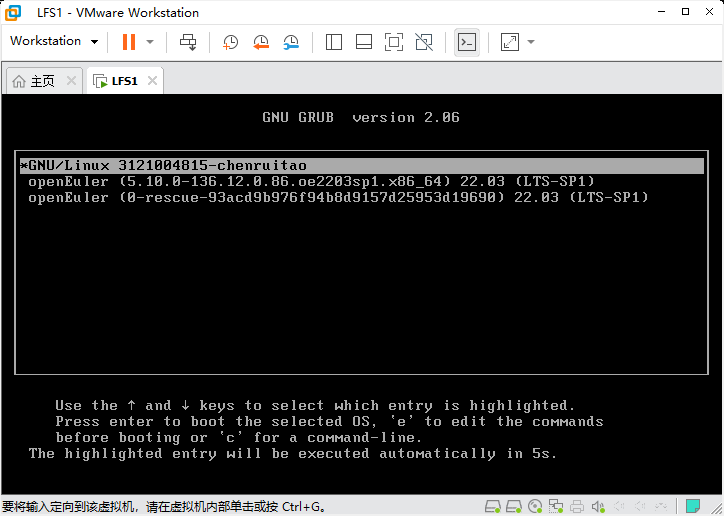 LFS1 - VMware Workstation
Workstation
主页
LFS1
GNU GRUB  version 2.06
*GNU/Linux 3121004815-chenruitao
openEuler (5.10.0-136.12.0.86.oe2203sp1.x86_64) 22.03 (LTS-SP1)
openEuler (0-rescue-93acd9b976f94b8d9157d25953d19690) 22.03 (LTS-SP1)
Use the ↑ and ↓ keys to select which entry is highlighted.
Press enter to boot the selected OS, `e' to edit the commands
before booting or `c' for a command-line.
The highlighted entry will be executed automatically in 5s.
要将输入定向到该虚拟机，请在虚拟机内部单击或按 Ctrl+G。